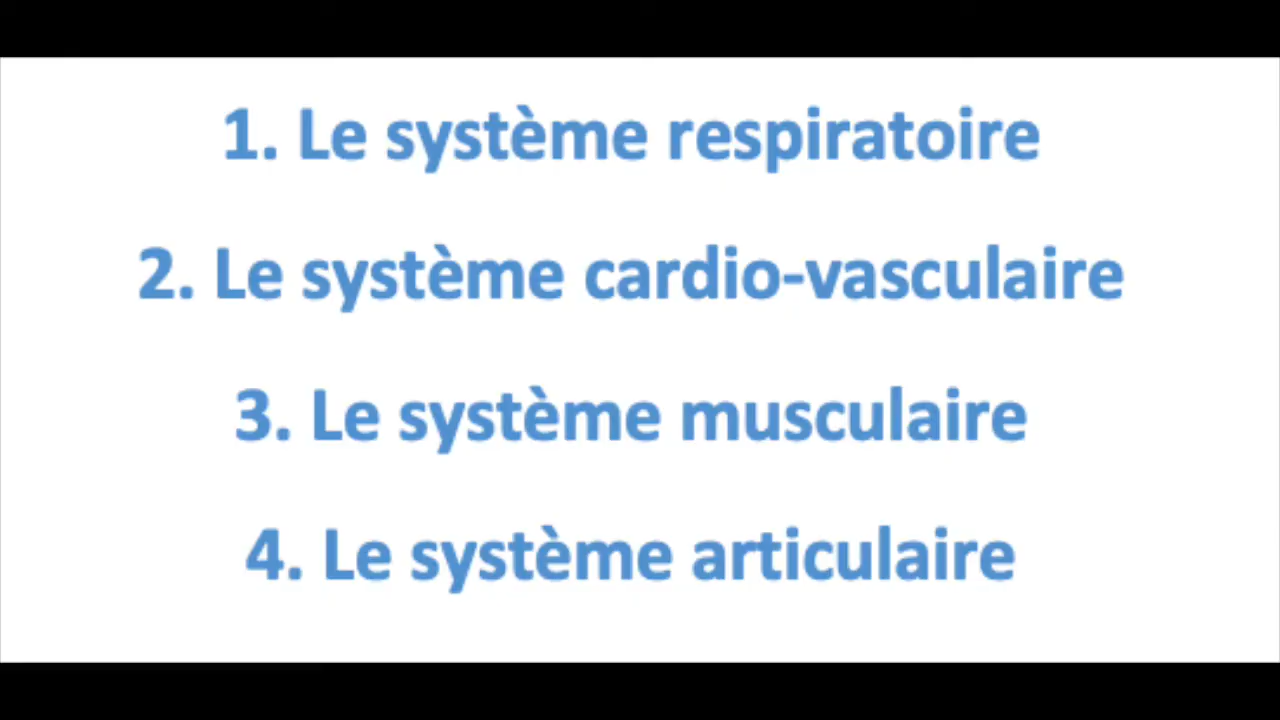 1. Le système respiratoire
2. Le système cardio-vasculaire
3. Le système musculaire
4. Le système articulaire